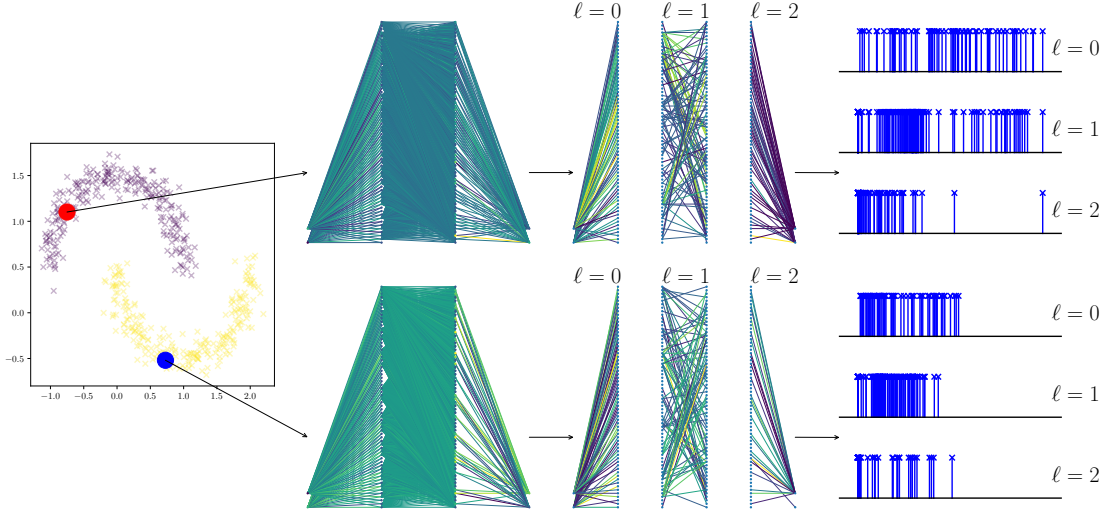 ℓ = 0 ℓ = 1 ℓ = 2
ℓ = 0
ℓ = 1
ℓ = 2
1.5
1.0
0.5
0.0
−0.5
−1.0 −0.5 0.0 0.5 1.0 1.5 2.0
ℓ = 0 ℓ = 1 ℓ = 2
ℓ = 0
ℓ = 1
ℓ = 2